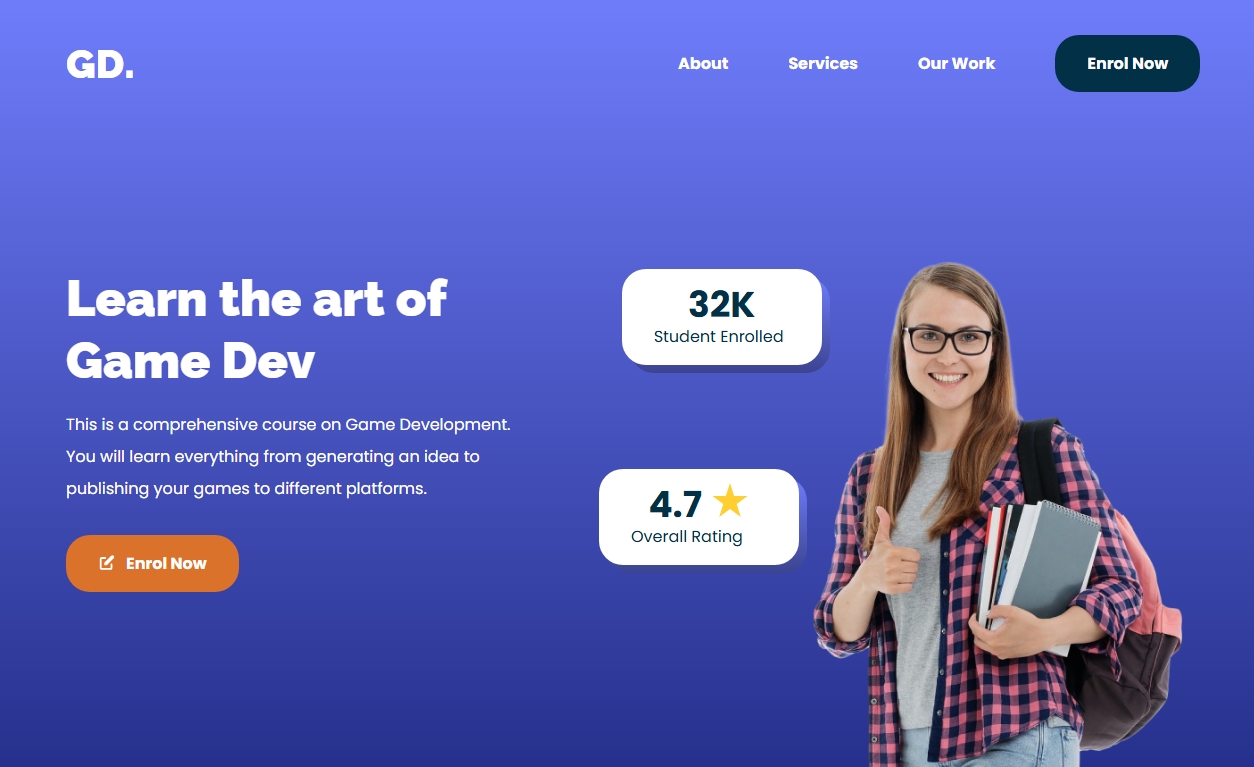 GD.
About
Services
Our Work
Enrol Now
Learn the art of
Game Dev
This is a comprehensive course on Game Development.
You will learn everything from generating an idea to
publishing your games to different platforms.
Enrol Now
32K
Student Enrolled
4.7
Overall Rating